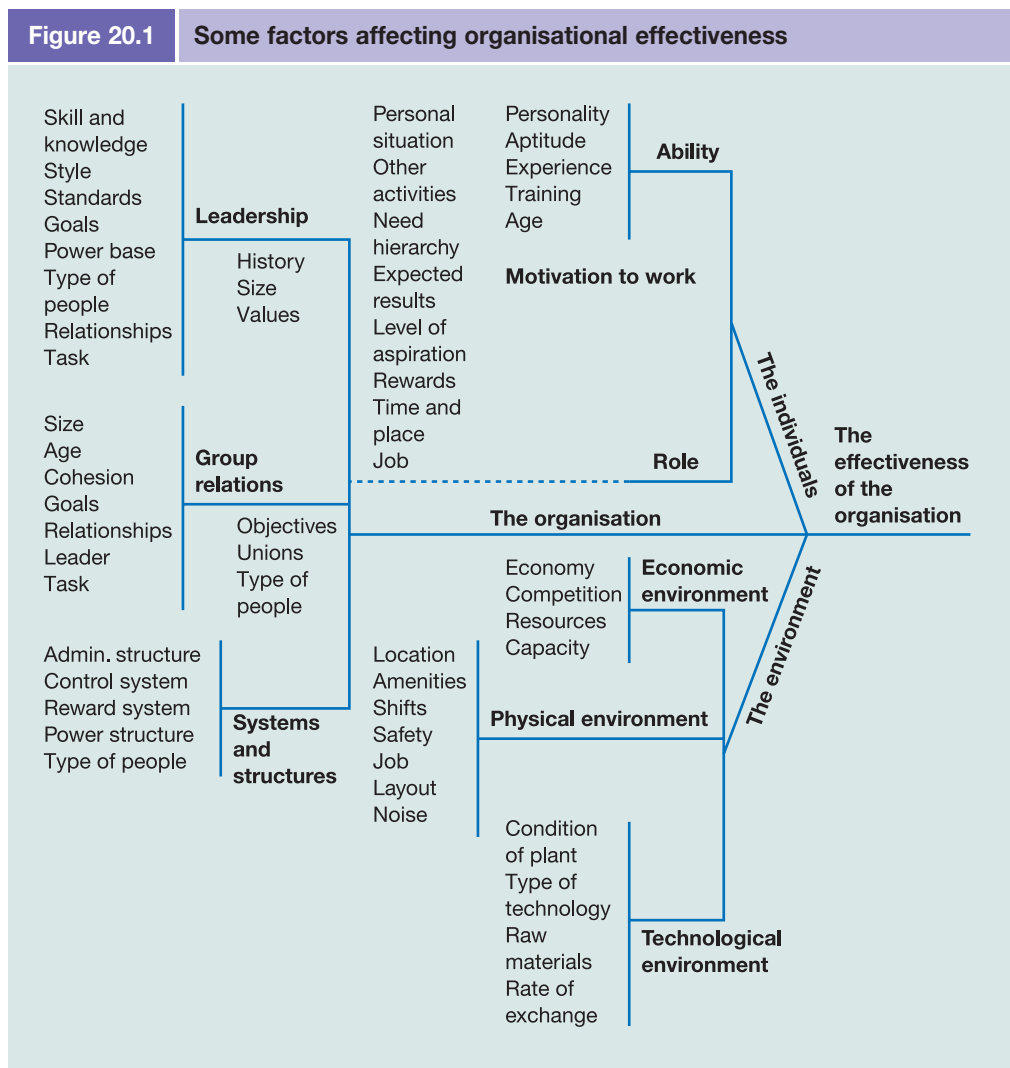 Figure 20.1
Some factors affecting organisational effectiveness
Skill and
knowledge
Style
Standards
Goals
Power base
Type of
people
Relationships
Task
Leadership
History
Size
Values
Personal
situation
Other
activities
Need
hierarchy
Expected
results
Level of
aspiration
Rewards
Time and
place
Job
Personality
Aptitude
Experience
Training
Age
Ability
Motivation to work
Role
The individuals
The
effectiveness
of the
organisation
Size
Age
Cohesion
Goals
Relationships
Leader
Task
Group
relations
Objectives
Unions
Type of
people
The organisation
Economy
Competition
Resources
Capacity
Economic
environment
The environment
Admin. structure
Control system
Reward system
Power structure
Type of people
Systems
and
structures
Location
Amenities
Shifts
Safety
Job
Layout
Noise
Physical environment
Condition
of plant
Type of
technology
Raw
materials
Rate of
exchange
Technological
environment